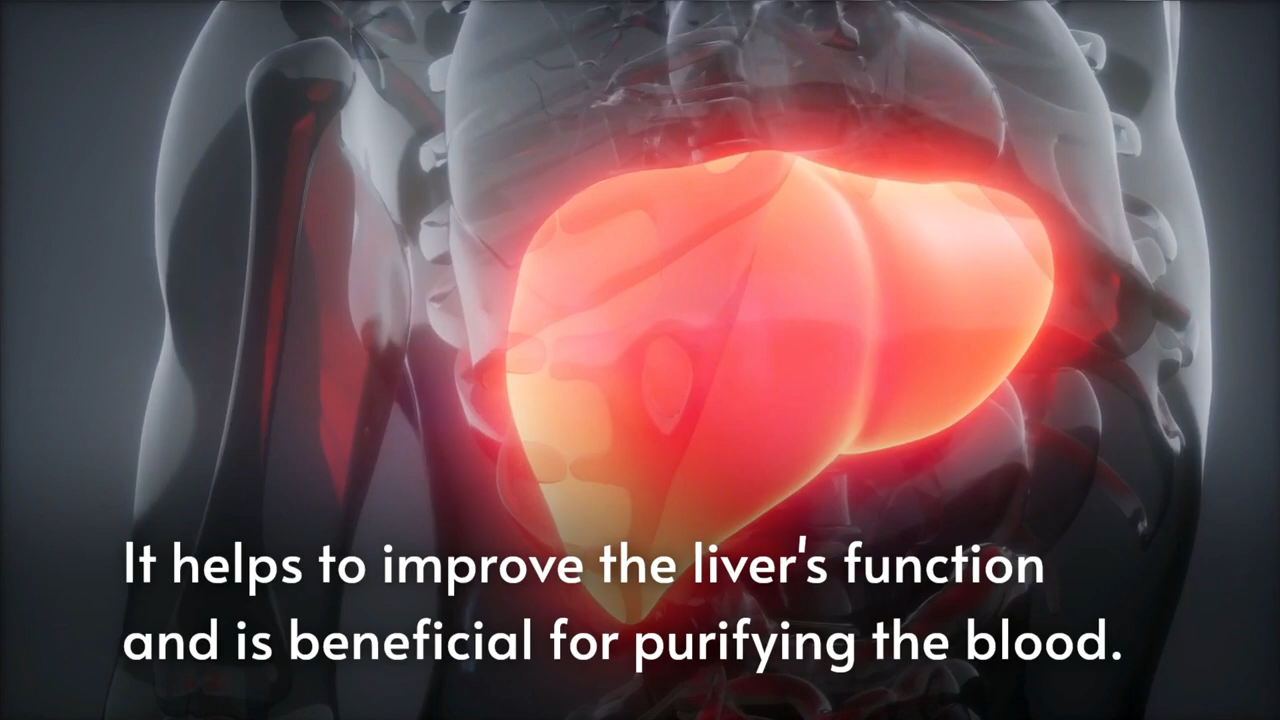 It helps to improve the liver's function
and is beneficial for purifying the blood.